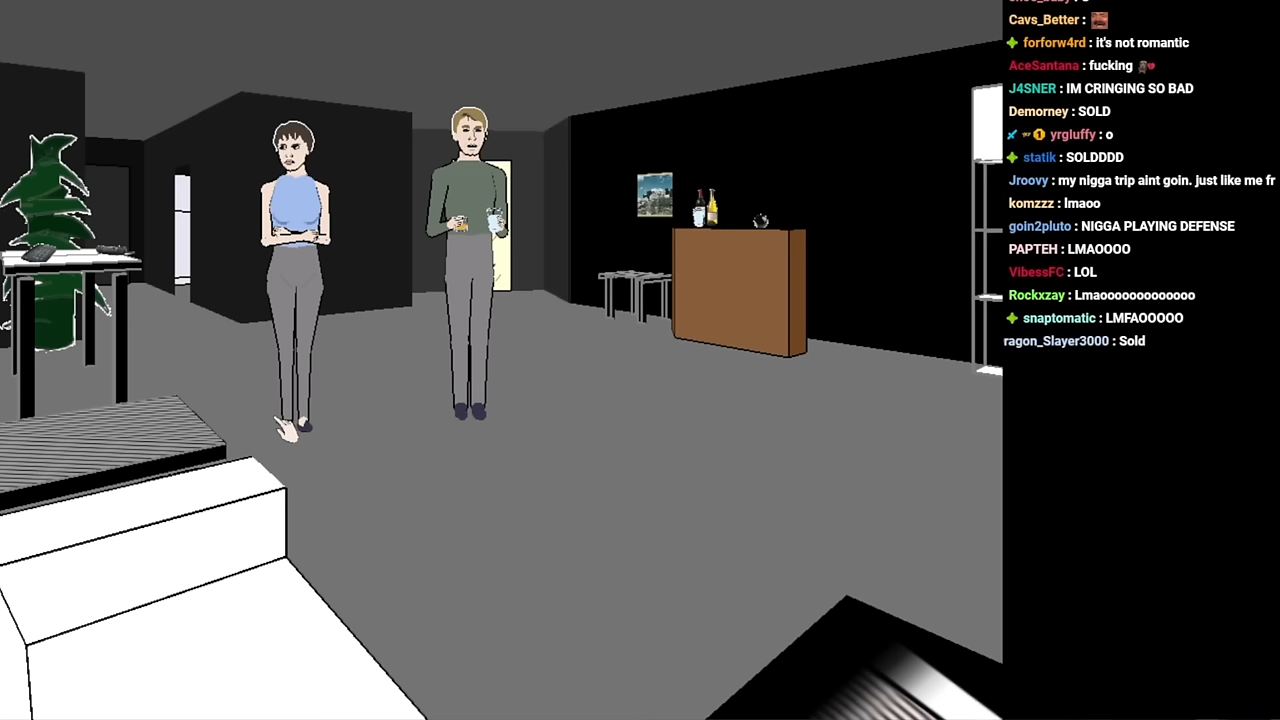 Cavs_Better :
forforw4rd : it's not romantic
AceSantana : fucking
J4SNER : IM CRINGING SO BAD
Demorney : SOLD
yrgluffy : o
statik : SOLDDDD
Jroovy : my nigga trip aint goin. just like me fr
komzzz : lmaoo
goin2pluto : NIGGA PLAYING DEFENSE
PAPTEH : LMAOOOO
VibessFC : LOL
Rockxzay : Lmaooooooooooooo
snaptomatic : LMFAOOOOO
ragon_Slayer3000 : Sold